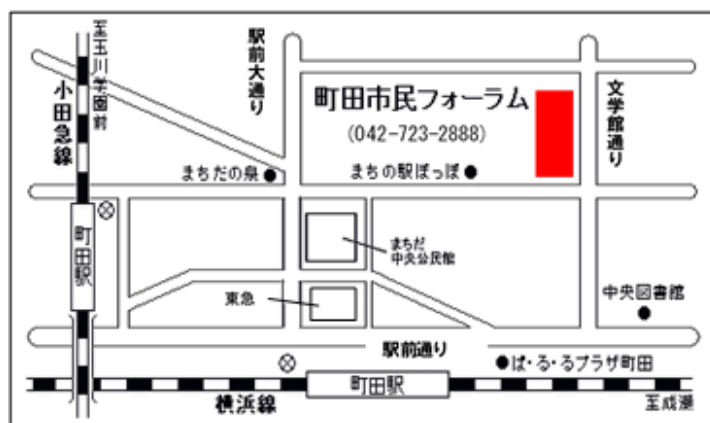 至玉川学園前
小田急線
駅前大通り
町田市民フォーラム
(042-723-2888)
文学館通り
まちだの泉
まちの駅ぽっぽ
町田駅
まちだ
中央公民館
東急
中央図書館
駅前通り
ぱ・る・るプラザ町田
町田駅
横浜線
至成瀬